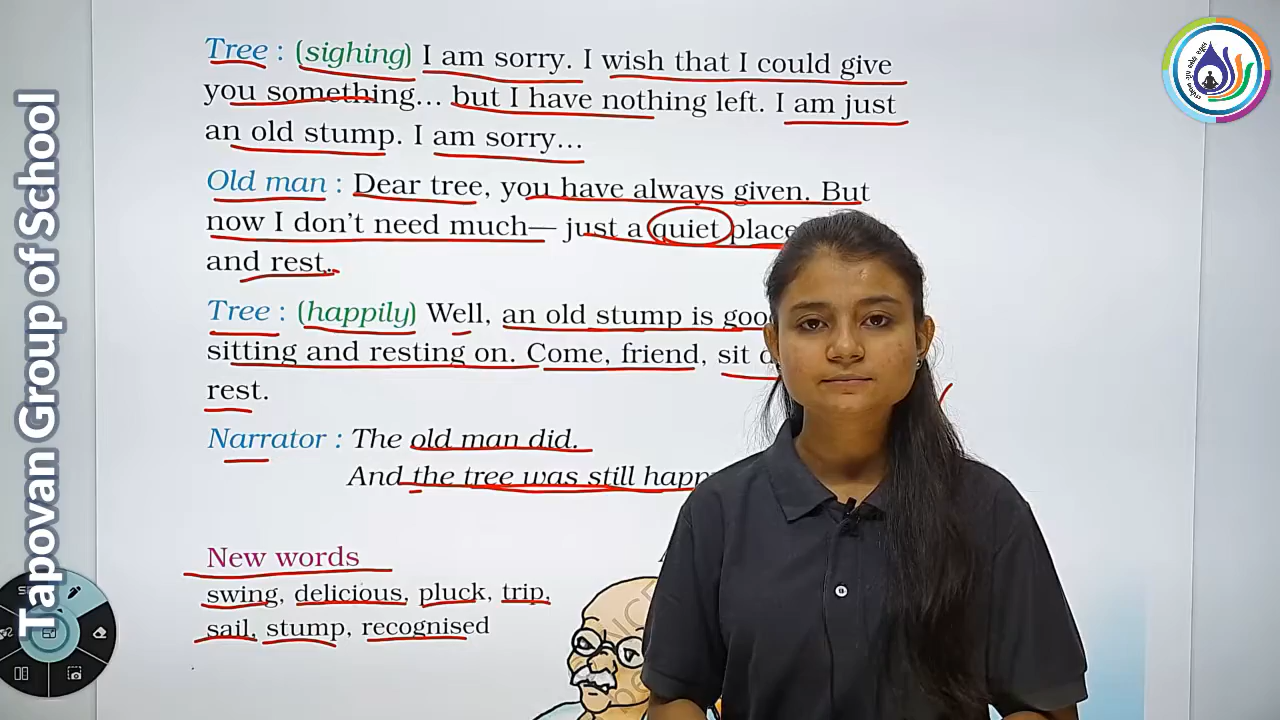 Tree : (sighing) I am sorry. I wish that I could give
you something... but I have nothing left. I am just
an old stump. I am sorry...
Old man : Dear tree, you have always given. But
now I don't need much— just a quiet place
and rest.
Tree : (happily) Well, an old stump is good
sitting and resting on. Come, friend, sit
rest.
Narrator : The old man did.
And the tree was still
New words
swing, delicious, pluck, trip,
sail, stump, recognised
Tapovan Group of School